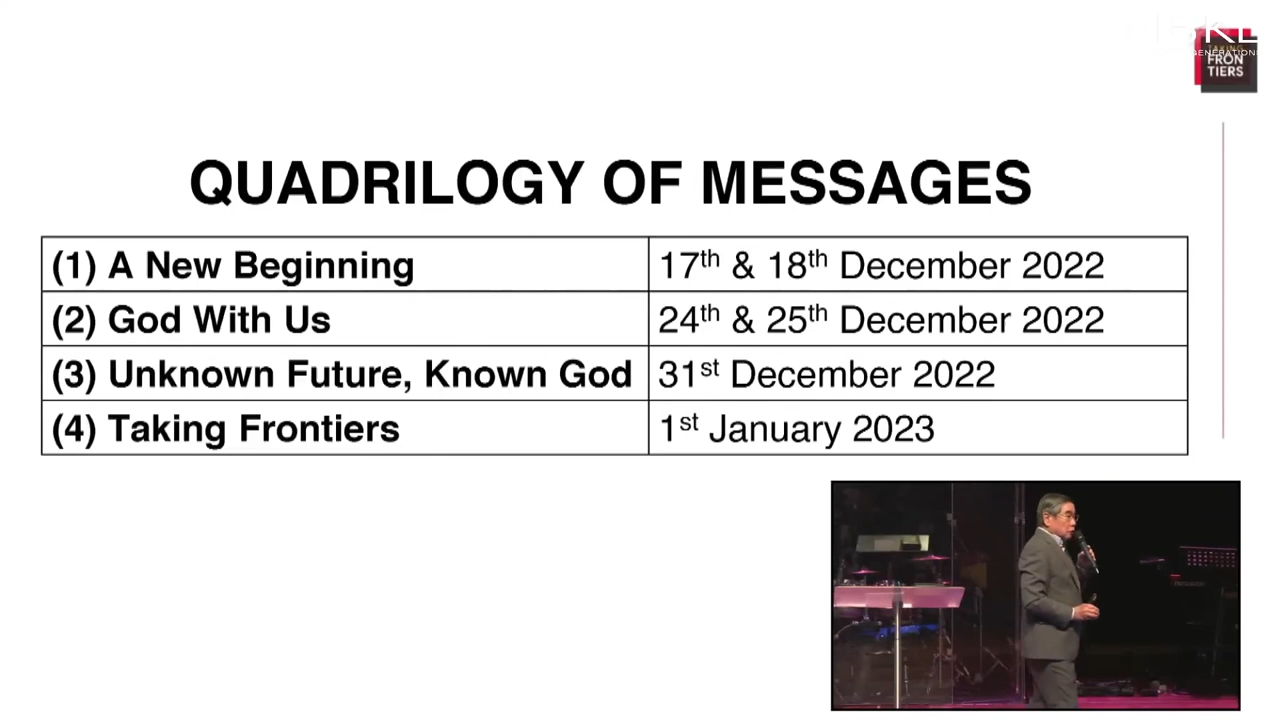 TAKING
FRON
TIERS
QUADRILOGY OF MESSAGES
(1) A New Beginning 17th & 18th December 2022
(2) God With Us 24th & 25th December 2022
(3) Unknown Future, Known God 31st December 2022
(4) Taking Frontiers 1st January 2023